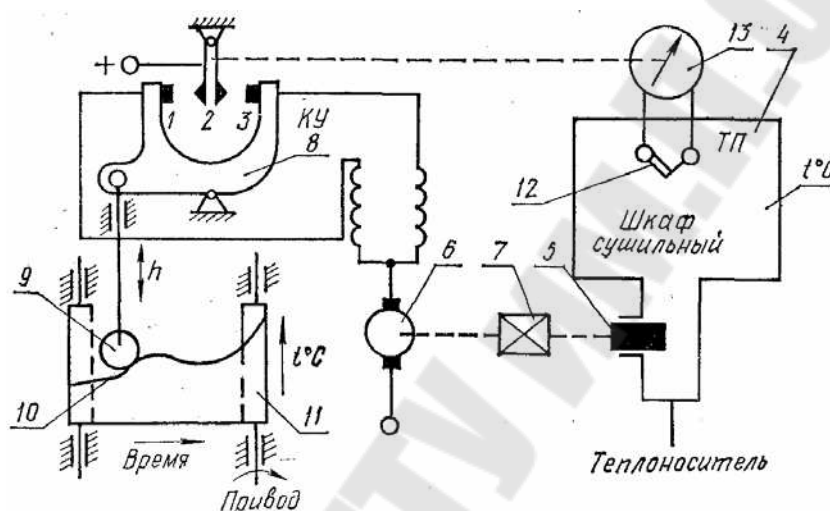 +
13
4
1
2
3
КУ
8
ТП
12
t°C
Шкаф
сушильный
h
9
6
7
5
t°C
10
11
Время
Привод
Теплоноситель